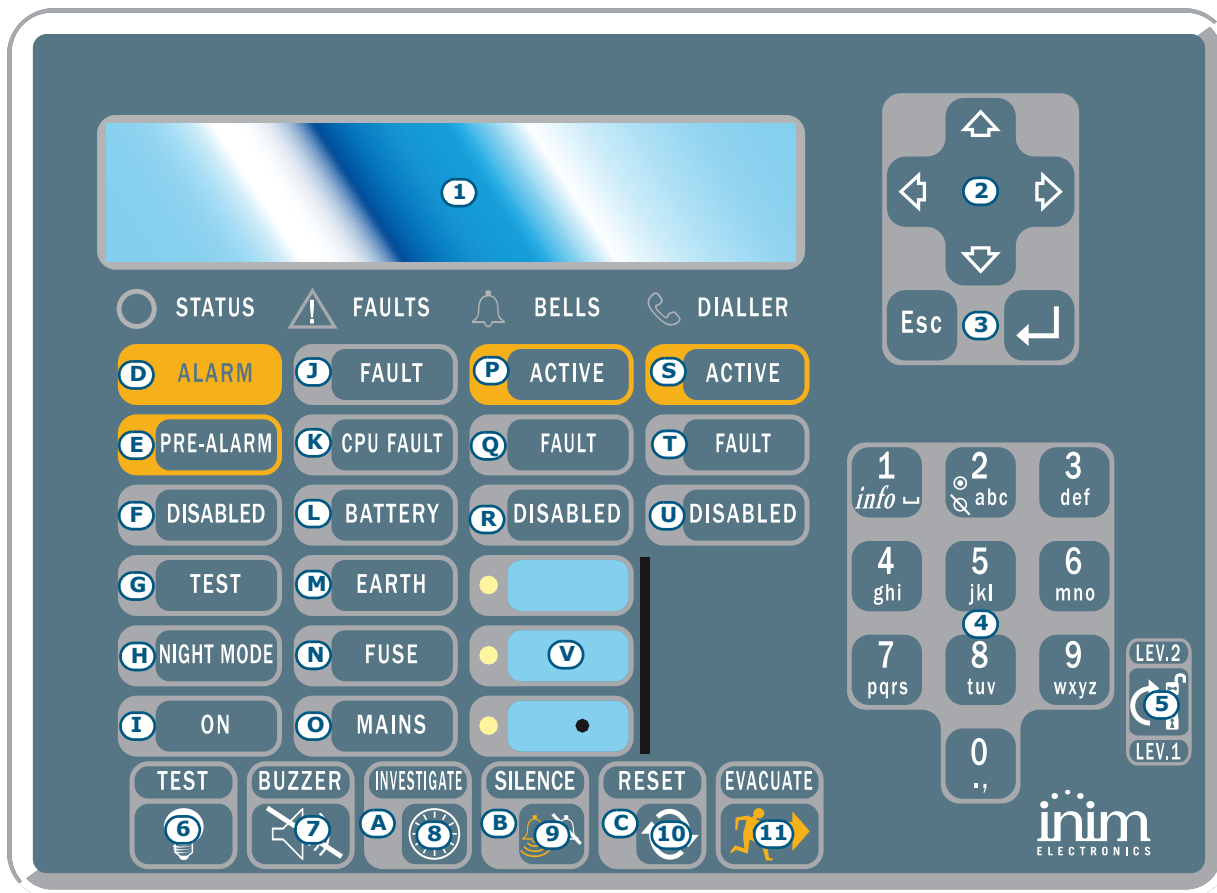 1
2
STATUS FAULTS BELLS DIALLER
Esc 3
D ALARM J FAULT P ACTIVE S ACTIVE
E PRE-ALARM K CPU FAULT Q FAULT T FAULT
F DISABLED L BATTERY R DISABLED U DISABLED
1 2 3
info abc def
G TEST M EARTH
4 5 6
ghi jkl mno
4
H NIGHT MODE N FUSE V
7 8 9
pqrs tuv wxyz
LEV.2
5
LEV.1
I ON O MAINS
0
.,
TEST BUZZER INVESTIGATE SILENCE RESET EVACUATE
6 7 A 8 B 9 C 10 11
inim
ELECTRONICS